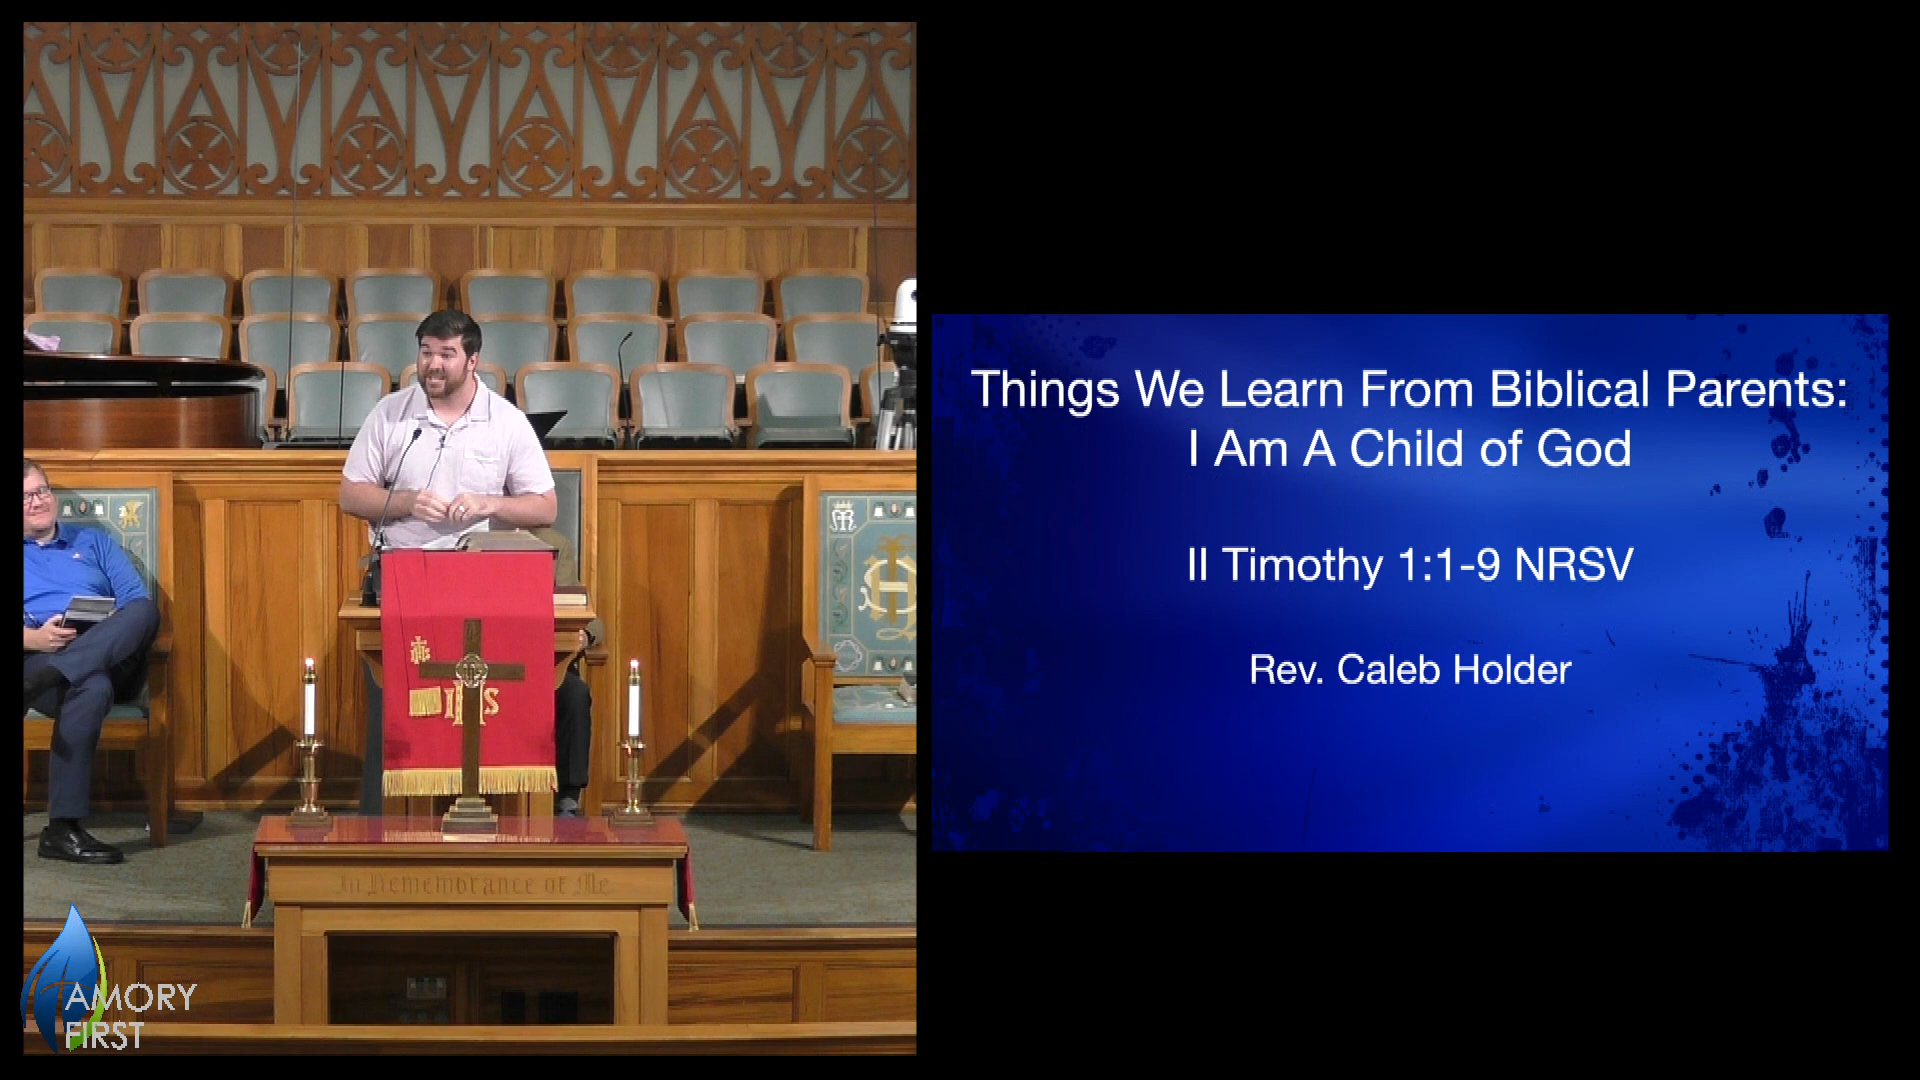 Things We Learn From Biblical Parents:
I Am A Child of God
II Timothy 1:1-9 NRSV
Rev. Caleb Holder
IHS
In Remembrance of Me
AMORY
FIRST